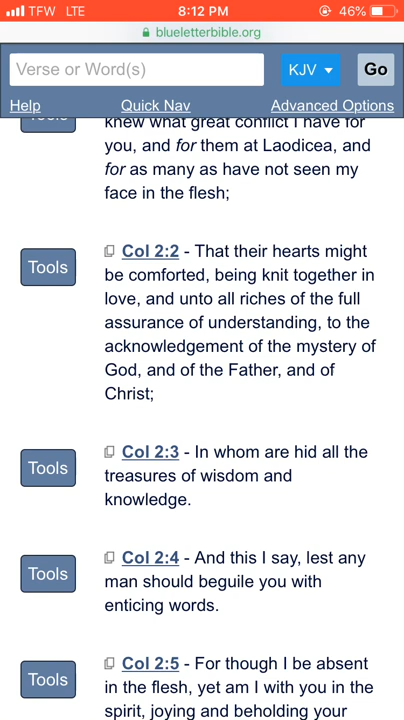 TFW LTE 8:12 PM 46%
blueletterbible.org
Verse or Word(s) KJV Go
Help Quick Nav Advanced Options
Tools knew what great conflict I have for
you, and for them at Laodicea, and
for as many as have not seen my
face in the flesh;
Tools Col 2:2 - That their hearts might
be comforted, being knit together in
love, and unto all riches of the full
assurance of understanding, to the
acknowledgement of the mystery of
God, and of the Father, and of
Christ;
Tools Col 2:3 - In whom are hid all the
treasures of wisdom and
knowledge.
Tools Col 2:4 - And this I say, lest any
man should beguile you with
enticing words.
Tools Col 2:5 - For though I be absent
in the flesh, yet am I with you in the
spirit, joying and beholding your